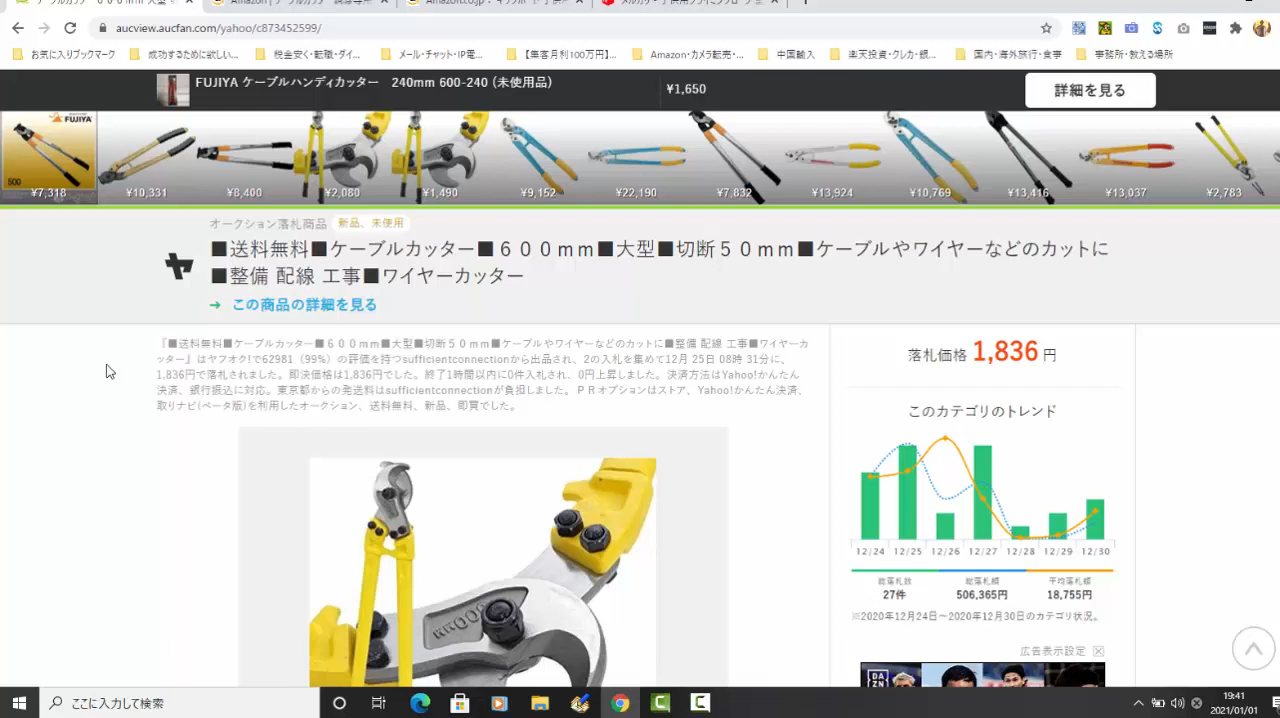 aucview.aucfan.com/yahoo/c873452599/
お気に入りブックマーク
成功するために欲しい...
税金安く・転職・ダイ...
メール・チャット・IP電...
【集客月利100万円】...
Amazon・カメラ転売・...
中国輸入
楽天投資・クレカ・銀...
国内・海外旅行・食事
事務所・教える場所
FUJIYA ケーブルハンディカッター 240mm 600-240 (未使用品)
¥1,650
詳細を見る
FUJIYA
500
¥7,318
¥10,331
¥8,400
¥2,080
¥1,490
¥9,152
¥22,190
¥7,832
¥13,924
¥10,769
¥13,416
¥13,037
¥2,783
オークション落札商品 新品、未使用
■送料無料■ケーブルカッター■６００ｍｍ■大型■切断５０ｍｍ■ケーブルやワイヤーなどのカットに
■整備 配線 工事■ワイヤーカッター
→ この商品の詳細を見る
『■送料無料■ケーブルカッター■６００ｍｍ■大型■切断５０ｍｍ■ケーブルやワイヤーなどのカットに■整備 配線 工事■ワイヤーカ
ッター』はヤフオク!で62981（99%）の評価を持つsufficientconnectionから出品され、2の入札を集めて12月 25日 08時 31分に、
1,836円で落札されました。即決価格は1,836円でした。終了1時間以内に0件入札され、0円上昇しました。決済方法はYahoo!かんたん
決済、銀行振込に対応。東京都からの発送料はsufficientconnectionが負担しました。ＰＲオプションはストア、Yahoo!かんたん決済、
取りナビ(ベータ版)を利用したオークション、送料無料、新品、即買でした。
落札価格 1,836 円
このカテゴリのトレンド
12/24 12/25 12/26 12/27 12/28 12/29 12/30
総落札数 総落札額 平均落札額
27件 506,365円 18,755円
※2020年12月24日〜2020年12月30日のカテゴリ状況。
広告表示設定
DA
ZN
ここに入力して検索
19:41
2021/01/01